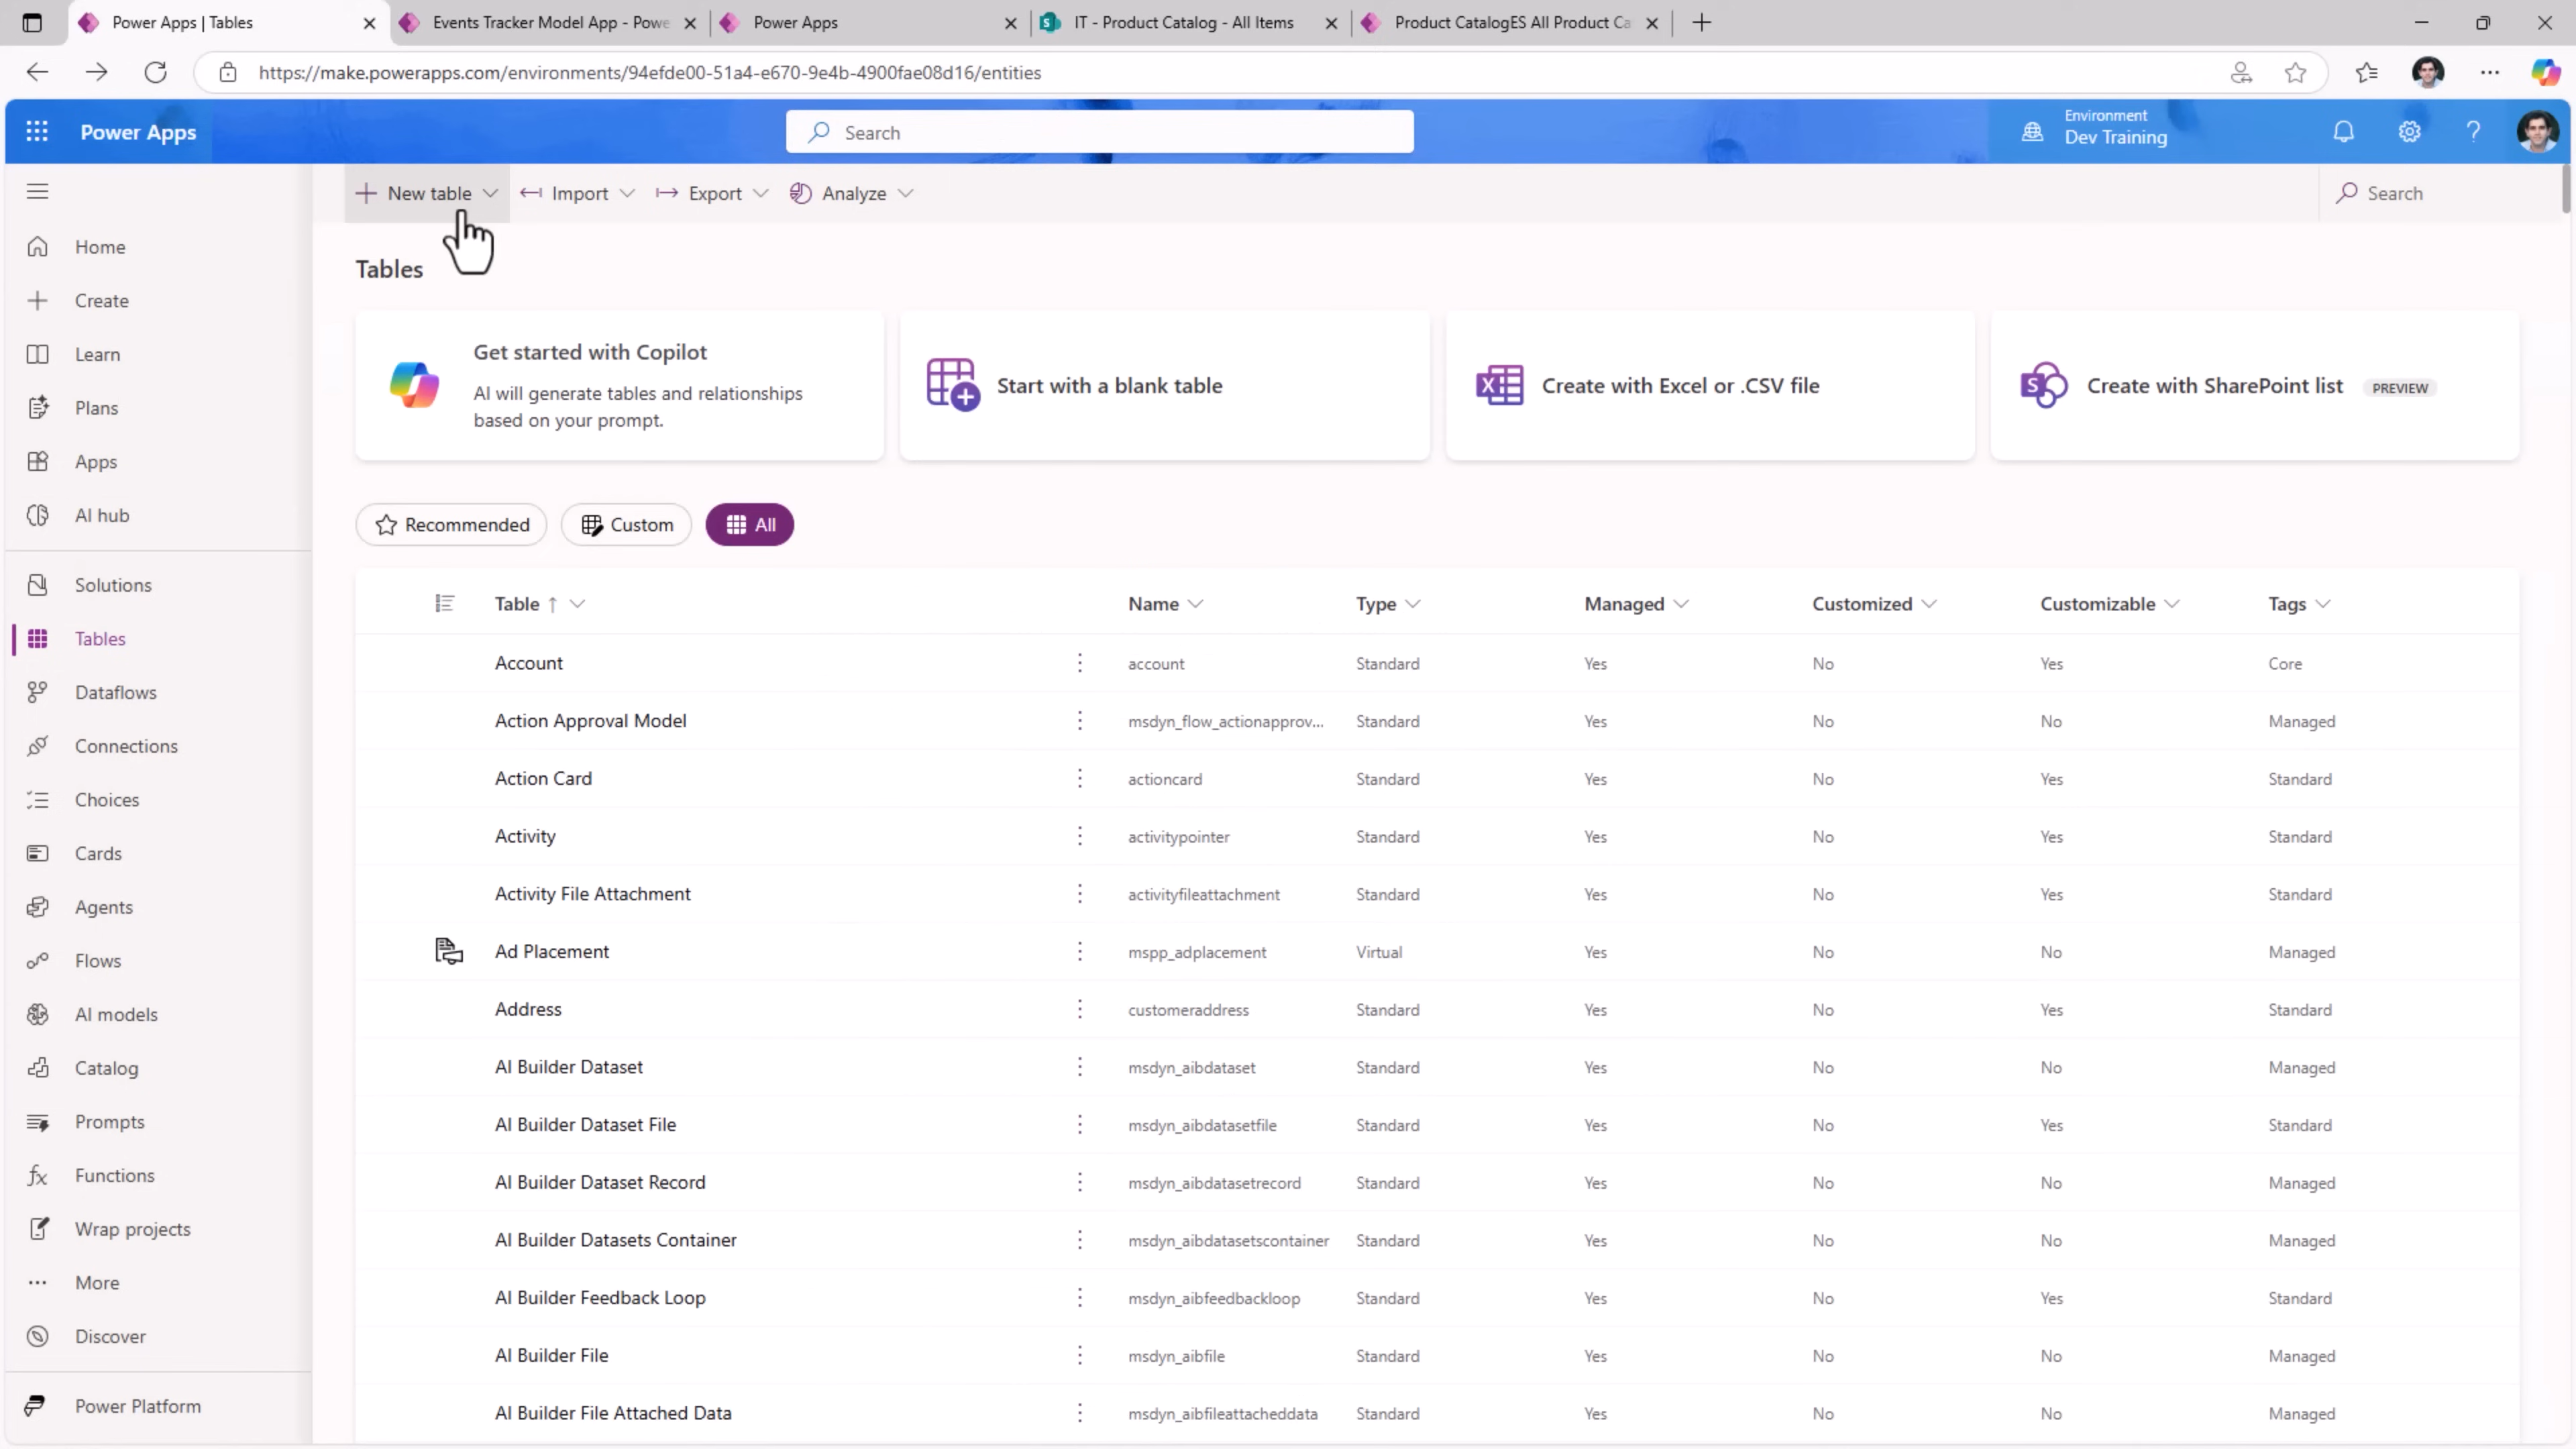 Power Apps | Tables
Events Tracker Model App - Powe
Power Apps
IT - Product Catalog - All Items
Product CatalogES All Product Ca
https://make.powerapps.com/environments/94efde00-51a4-e670-9e4b-4900fae08d16/entities
Power Apps
Search
Environment
Dev Training
New table
Import
Export
Analyze
Search
Home
Create
Learn
Plans
Apps
AI hub
Solutions
Tables
Dataflows
Connections
Choices
Cards
Agents
Flows
AI models
Catalog
Prompts
Functions
Wrap projects
More
Discover
Power Platform
Tables
Get started with Copilot
AI will generate tables and relationships
based on your prompt.
Start with a blank table
Create with Excel or .CSV file
Create with SharePoint list PREVIEW
Recommended
Custom
All
Table Name Type Managed Customized Customizable Tags
Account account Standard Yes No Yes Core
Action Approval Model msdyn_flow_actionapprov... Standard Yes No No Managed
Action Card actioncard Standard Yes No Yes Standard
Activity activitypointer Standard Yes No Yes Standard
Activity File Attachment activityfileattachment Standard Yes No Yes Standard
Ad Placement mspp_adplacement Virtual Yes No No Managed
Address customeraddress Standard Yes No Yes Standard
AI Builder Dataset msdyn_aibdataset Standard Yes No No Managed
AI Builder Dataset File msdyn_aibdatasetfile Standard Yes No Yes Standard
AI Builder Dataset Record msdyn_aibdatasetrecord Standard Yes No No Managed
AI Builder Datasets Container msdyn_aibdatasetscontainer Standard Yes No No Managed
AI Builder Feedback Loop msdyn_aibfeedbackloop Standard Yes No Yes Standard
AI Builder File msdyn_aibfile Standard Yes No No Managed
AI Builder File Attached Data msdyn_aibfileattacheddata Standard Yes No No Managed